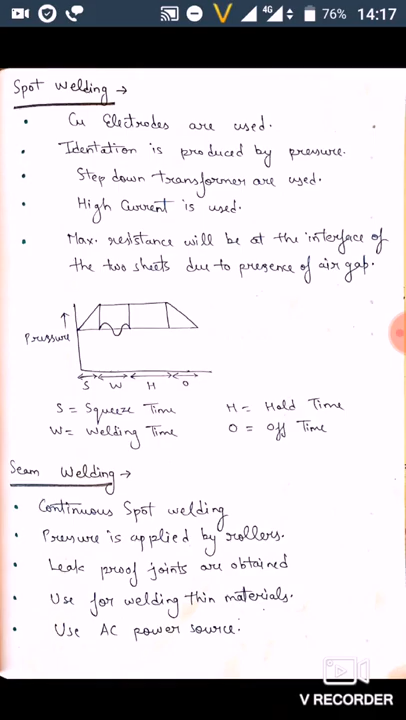 76% 14:17
4G
Spot Welding →
• Cu Electrodes are used.
• Identation is produced by pressure.
• Step down transformer are used.
• High Current is used.
• Max. resistance will be at the interface of
the two sheets due to presence of air gap.
Pressure
S W H O
S = Squeeze Time H = Hold Time
W = Welding Time O = Off Time
Seam Welding →
• Continuous Spot welding
• Pressure is applied by rollers.
• Leak proof joints are obtained
• Use for welding thin materials.
• Use AC power source.
V RECORDER